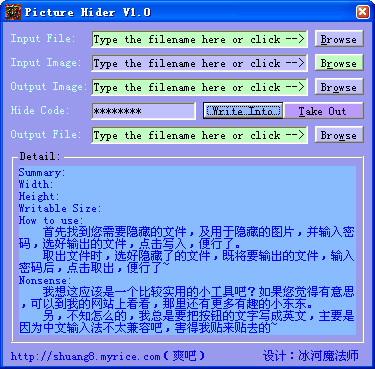 Picture Hider V1.0
Input File: Type the filename here or click --> Browse
Input Image: Type the filename here or click --> Browse
Output Image: Type the filename here or click --> Browse
Hide Code: ******** Write Into Take Out
Output File: Type the filename here or click --> Browse
Detail:
Summary:
Width:
Height:
Writable Size:
How to use:
首先找到您需要隐藏的文件，及用于隐藏的图片，并输入密
码，选好输出的文件，点击写入，便行了。
取出文件时，选好隐藏了的文件，既将要输出的文件，输入
密码后，点击取出，便行了~
Nonsense:
我想这应该是一个比较实用的小工具吧？如果您觉得有意思
，可以到我的网站上看看，那里还有更多有趣的小东东。
另，不知怎么的，我总是要把按钮的文字写成英文，主要是
因为中文输入法不太兼容吧，害得我贴来贴去的~
http://shuang8.myrice.com（爽吧） 设计：冰河魔法师